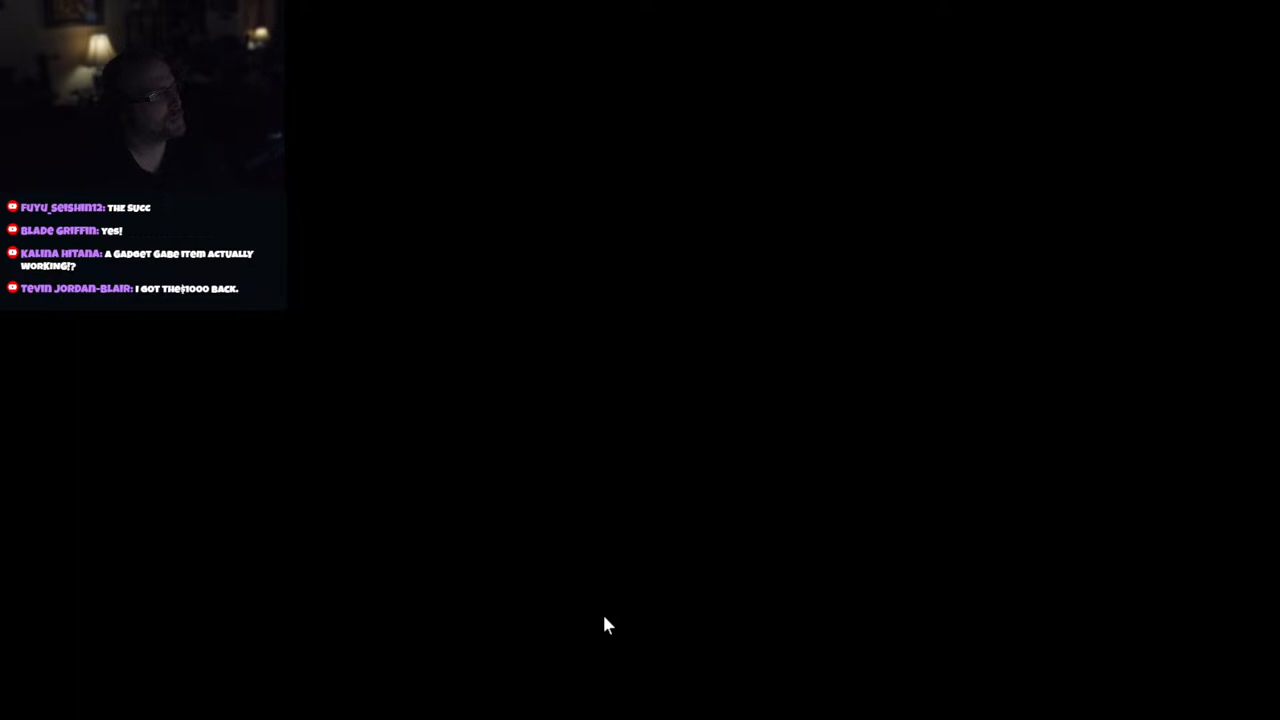 Fuyu_Seishin12: THE SUCC
Blade Griffin: Yes!
Kalina Hitana: A Gadget Gabe item actually
working!?
Tevin Jordan-Blair: I got the$1000 back.